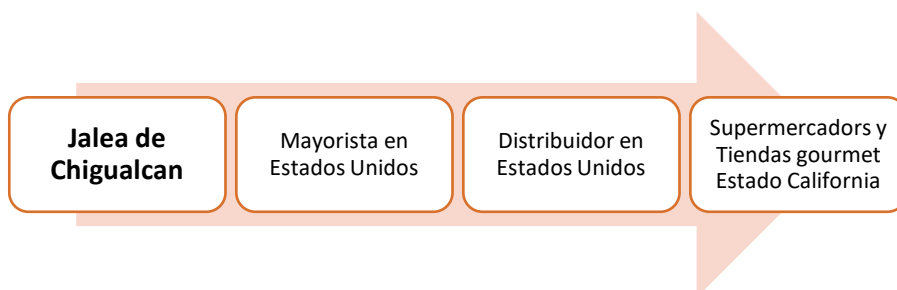 Jalea de
Chigualcan
Mayorista en
Estados Unidos
Distribuidor en
Estados Unidos
Supermercadors y
Tiendas gourmet
Estado California